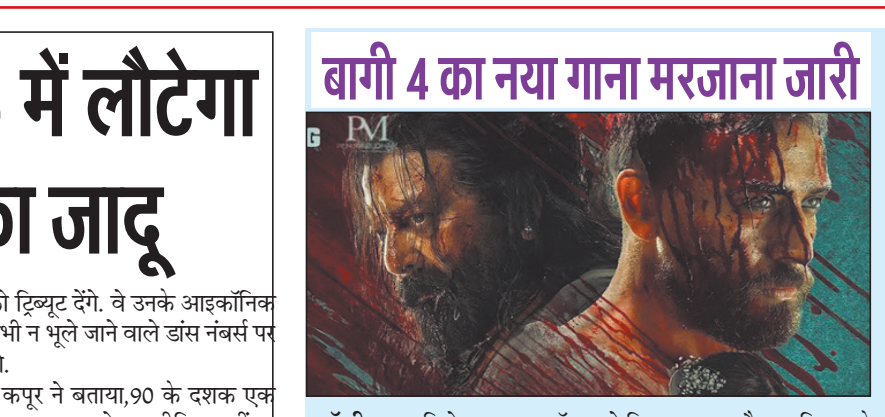 में लौटेगा
का जादू
ट्रिब्यूट देंगे. वे उनके आइकॉनिक
भी न भूले जाने वाले डांस नंबर्स पर
कपूर ने बताया,90 के दशक एक
बागी 4 का नया गाना मरजाना जारी
G
PM